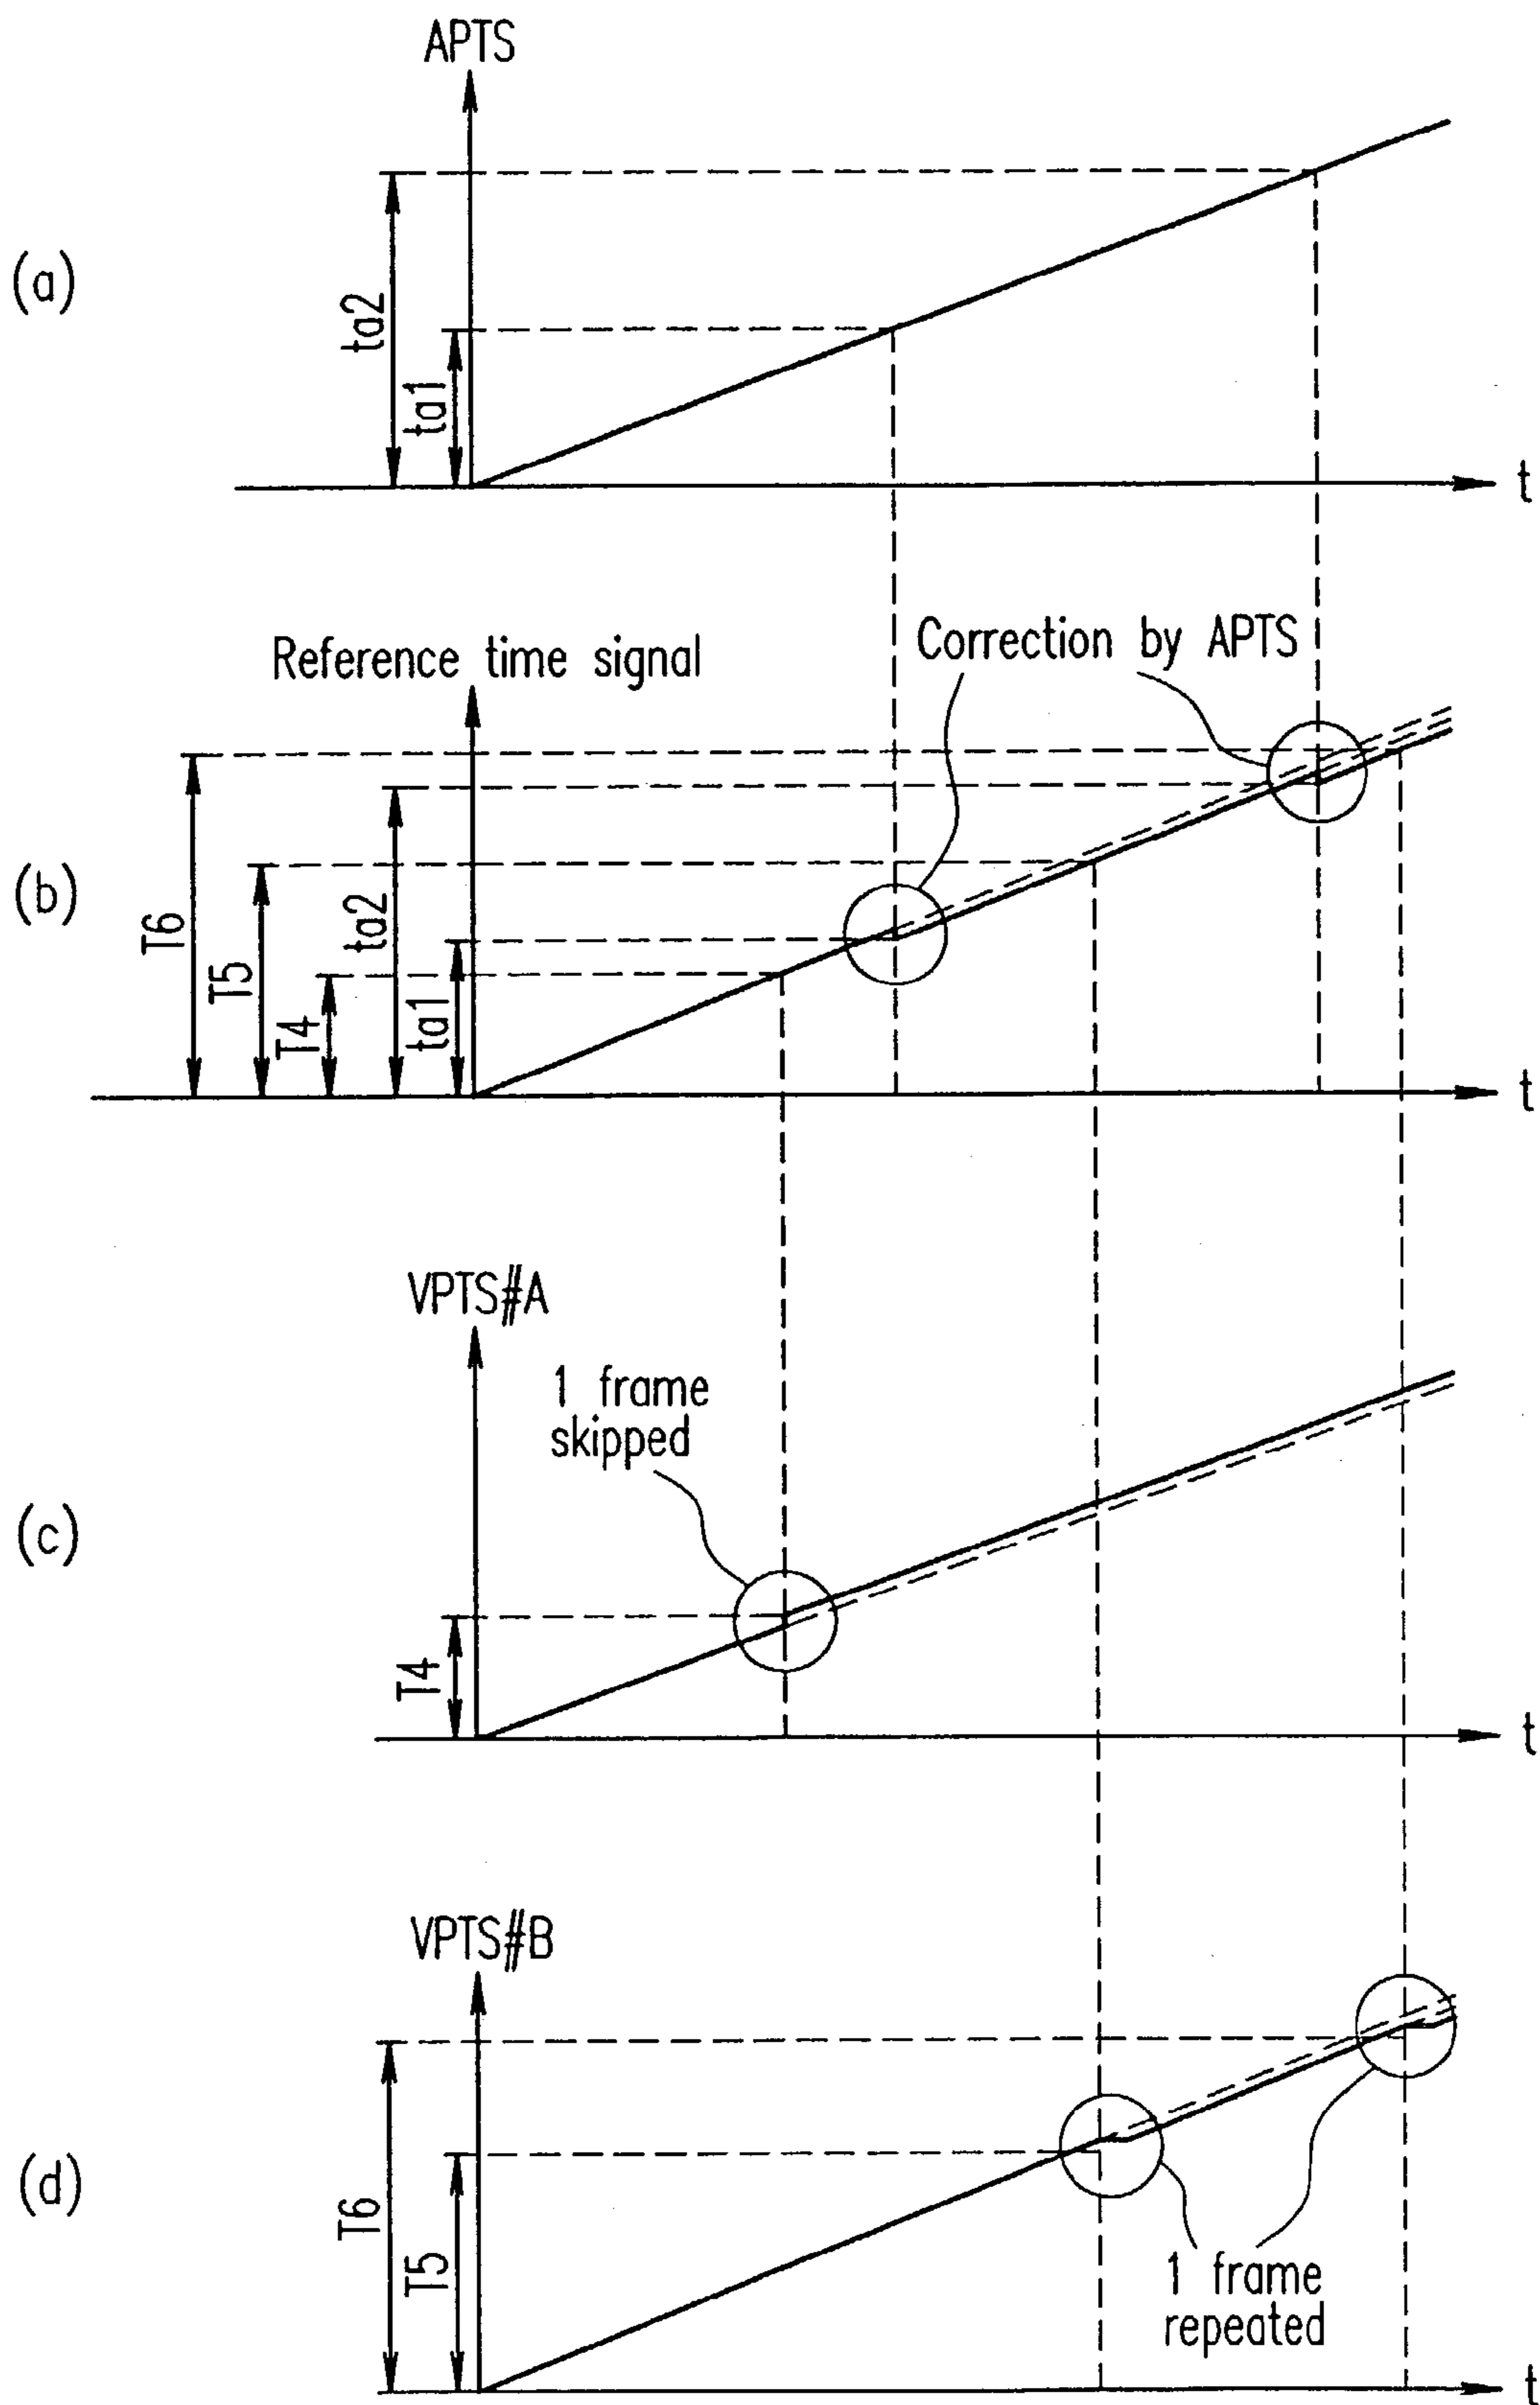 APTS
(a)
ta2
ta1
t
Reference time signal
Correction by APTS
(b)
T6
T5
T4
ta2
ta1
t
VPTS#A
1 frame
skipped
(c)
T4
t
VPTS#B
(d)
T6
T5
1 frame
repeated
t